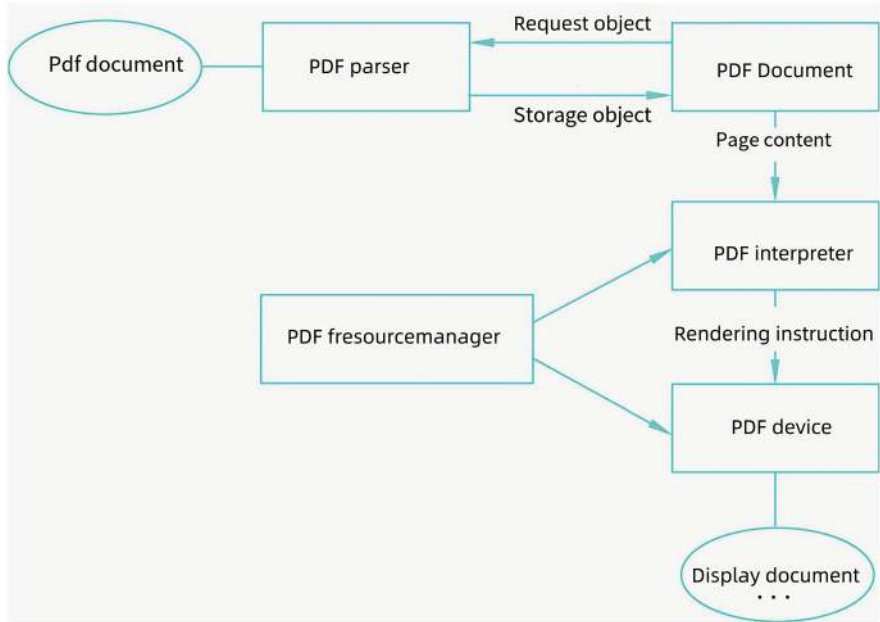 Request object
Pdf document
PDF parser
PDF Document
Storage object
Page content
PDF interpreter
PDF fresourcemanager
Rendering instruction
PDF device
Display document
...